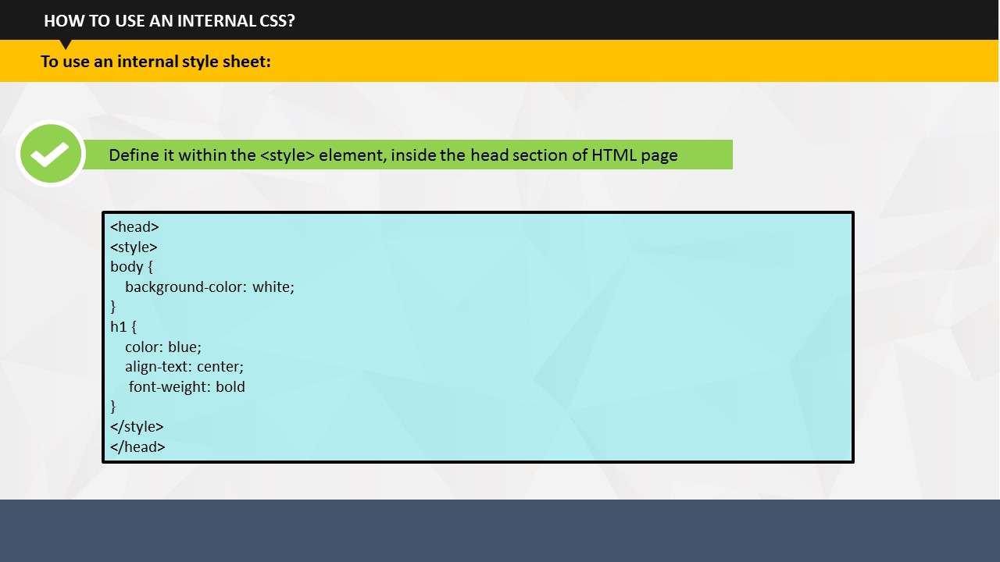 HOW TO USE AN INTERNAL CSS?
To use an internal style sheet:
Define it within the <style> element, inside the head section of HTML page
<head>
<style>
body {
    background-color: white;
}
h1 {
    color: blue;
    align-text: center;
     font-weight: bold
}
</style>
</head>